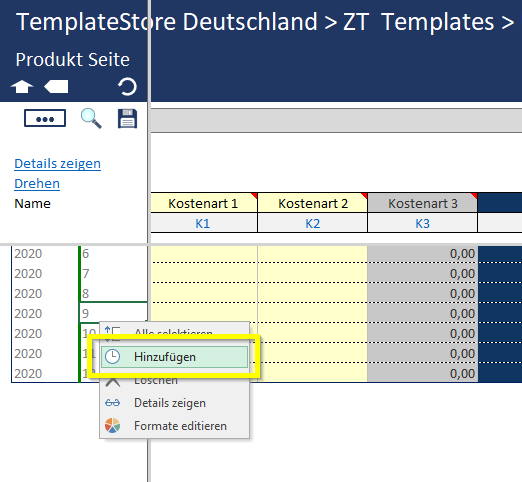 TemplateStore Deutschland > ZT Templates >
Produkt Seite
Details zeigen
Drehen
Name
Kostenart 1 Kostenart 2 Kostenart 3
K1 K2 K3
2020 6 0,00
2020 7 0,00
2020 8 0,00
2020 9 0,00
2020 10 0,00
2020 11 0,00
2020 0,00
Alle selektieren
Hinzufügen
Löschen
Details zeigen
Formate editieren